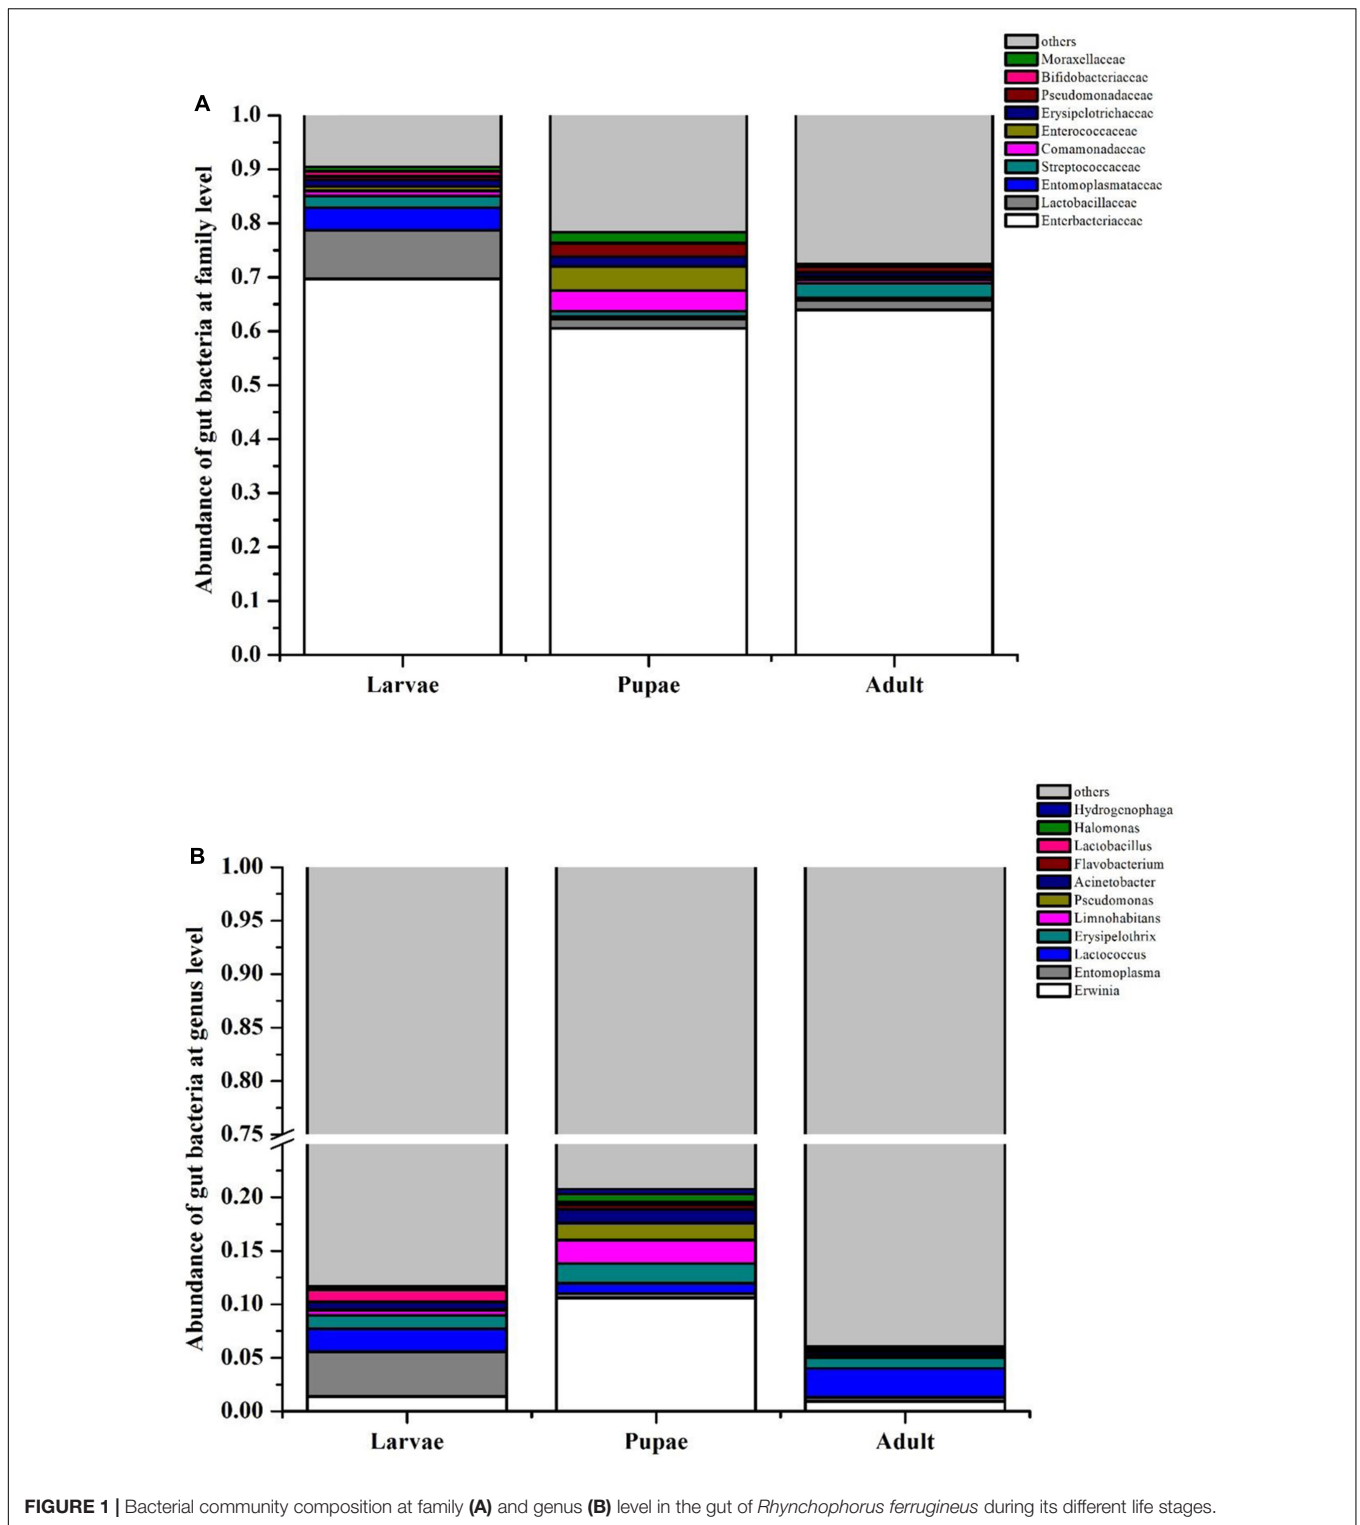 others
Moraxellaceae
Bifidobacteriaceae
Pseudomonadaceae
Erysipelotrichaceae
Enterococcaceae
Comamonadaceae
Streptococcaceae
Entomoplasmataceae
Lactobacillaceae
Enterbacteriaceae
A
Abundance of gut bacteria at family level
1.0
0.9
0.8
0.7
0.6
0.5
0.4
0.3
0.2
0.1
0.0
Larvae Pupae Adult
others
Hydrogenophaga
Halomonas
Lactobacillus
Flavobacterium
Acinetobacter
Pseudomonas
Limnohabitans
Erysipelothrix
Lactococcus
Entomoplasma
Erwinia
B
Abundance of gut bacteria at genus level
1.00
0.95
0.90
0.85
0.80
0.75
0.20
0.15
0.10
0.05
0.00
Larvae Pupae Adult
FIGURE 1 | Bacterial community composition at family (A) and genus (B) level in the gut of Rhynchophorus ferrugineus during its different life stages.